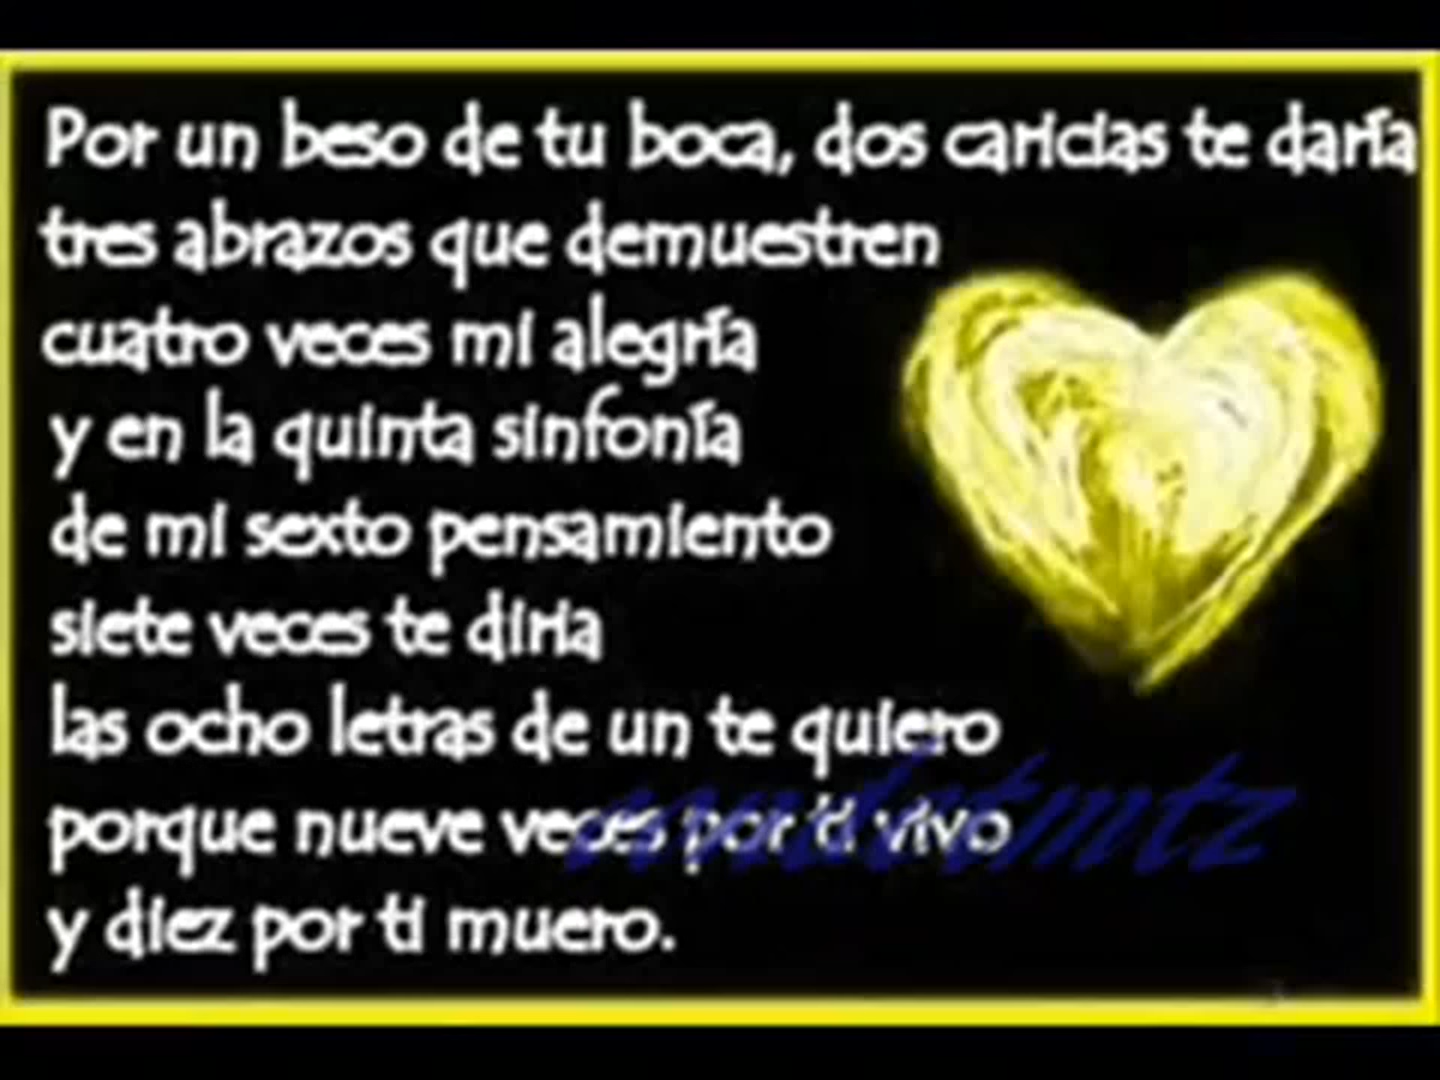 Por un beso de tu boca, dos caricias te daría
tres abrazos que demuestren
cuatro veces mi alegría
y en la quinta sinfonía
de mi sexto pensamiento
siete veces te diria
las ocho letras de un te quiero
porque nueve veces por ti vivo
y diez por ti muero.